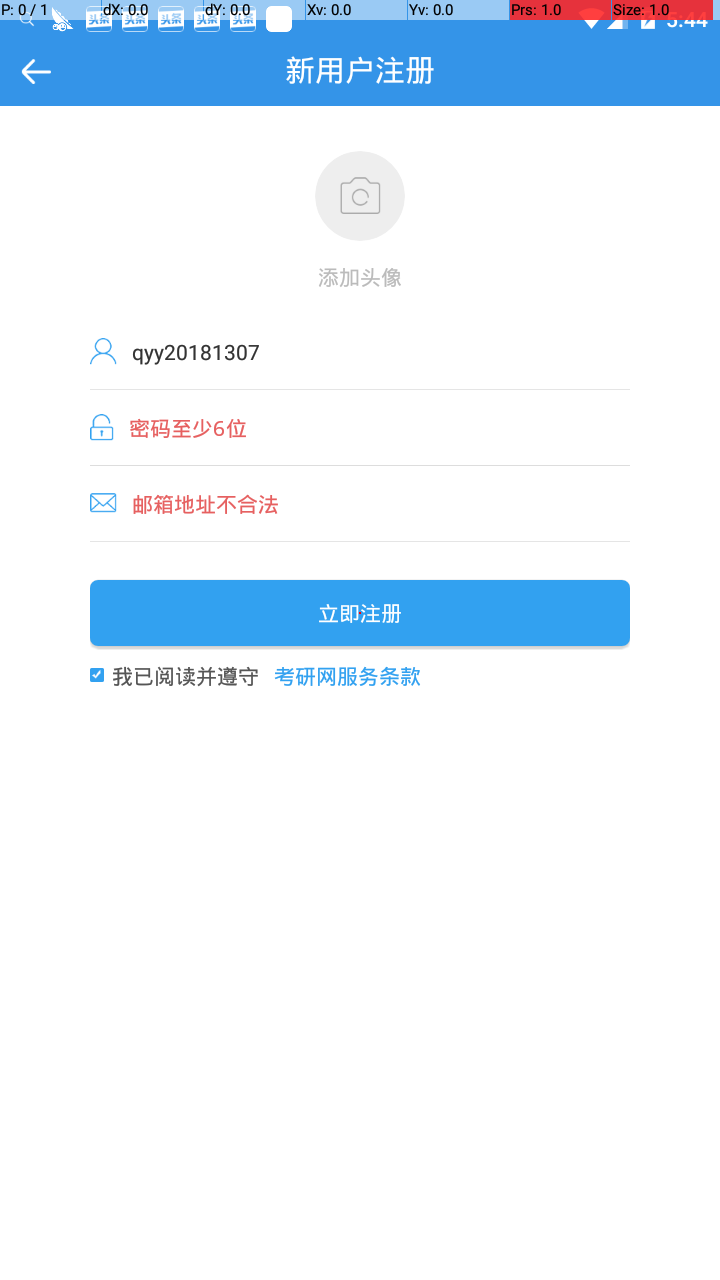 P: 0 / 1 dX: 0.0 dY: 0.0 Xv: 0.0 Yv: 0.0 Prs: 1.0 Size: 1.0
头条 头条 头条 头条 头条 5:44
新用户注册
添加头像
qyy20181307
密码至少6位
邮箱地址不合法
立即注册
我已阅读并遵守 考研网服务条款